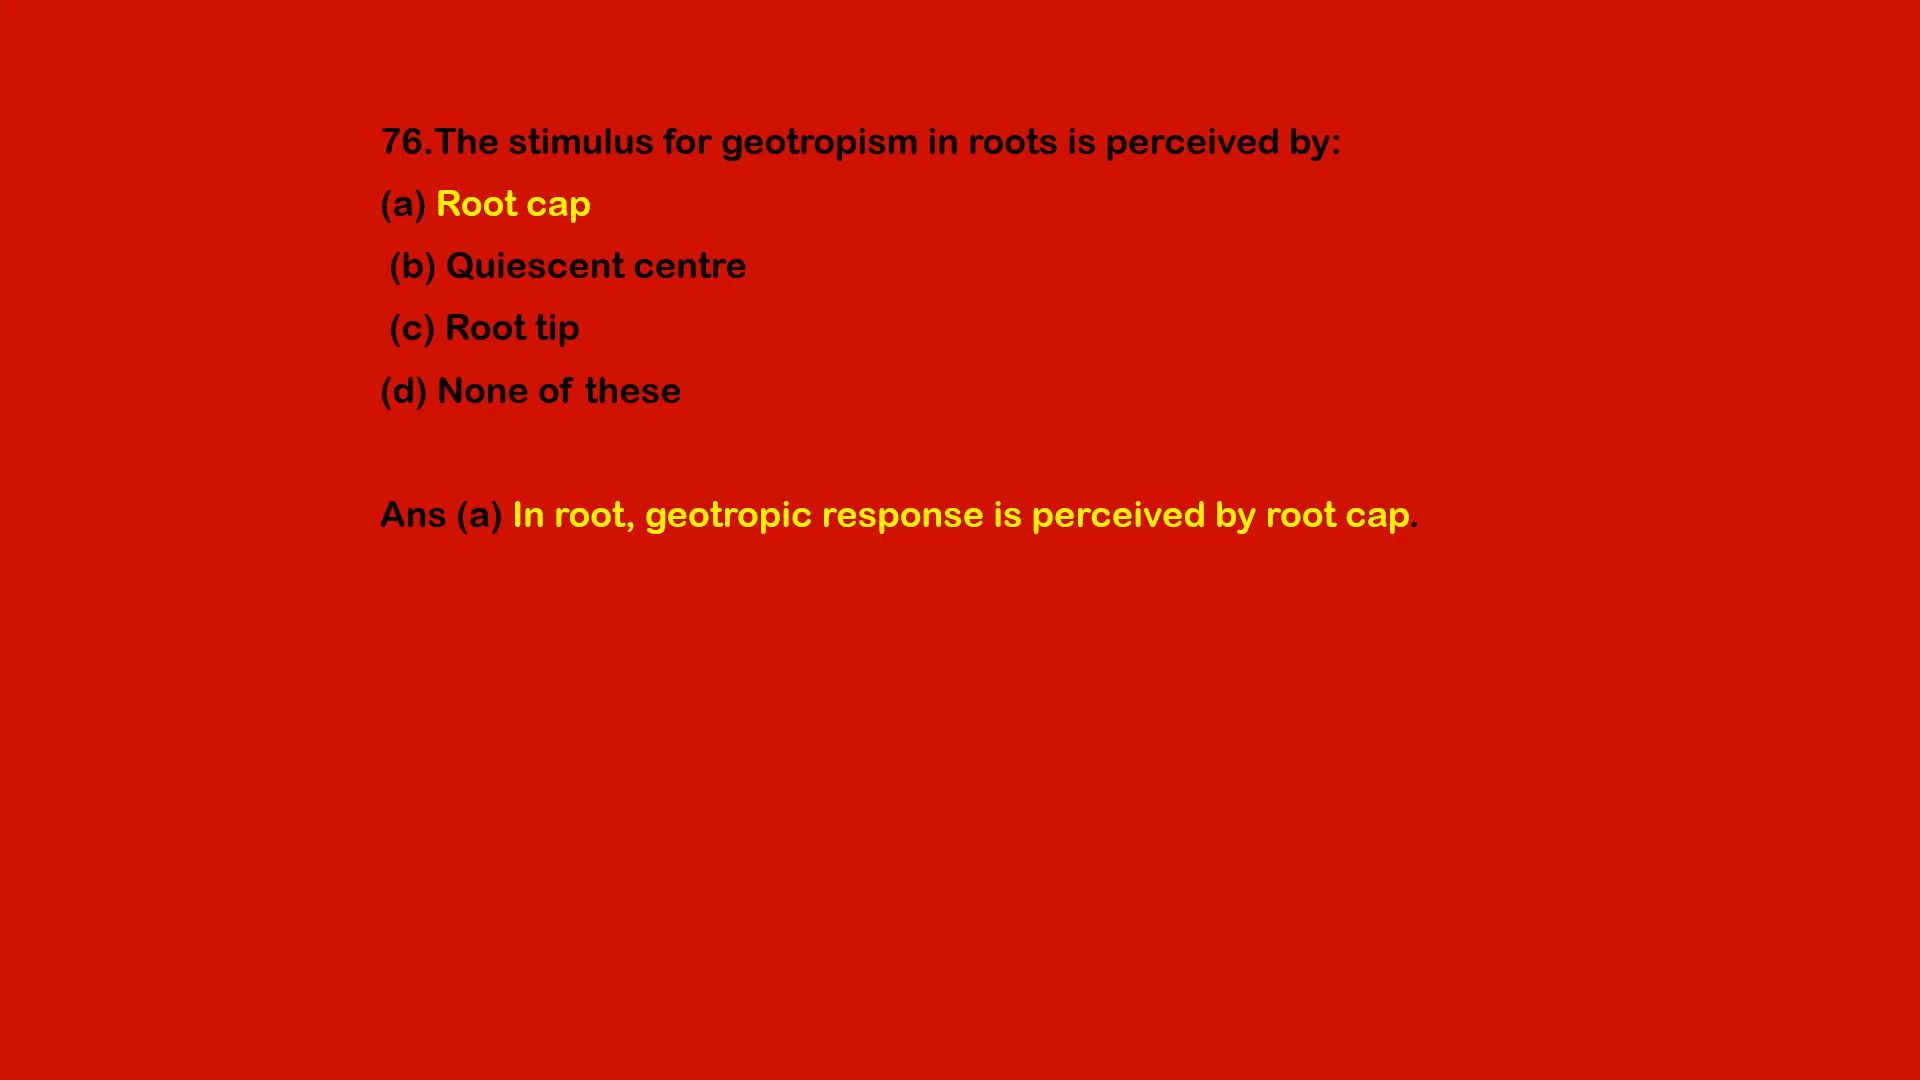 76.The stimulus for geotropism in roots is perceived by:
(a) Root cap
(b) Quiescent centre
(c) Root tip
(d) None of these
Ans (a) In root, geotropic response is perceived by root cap.